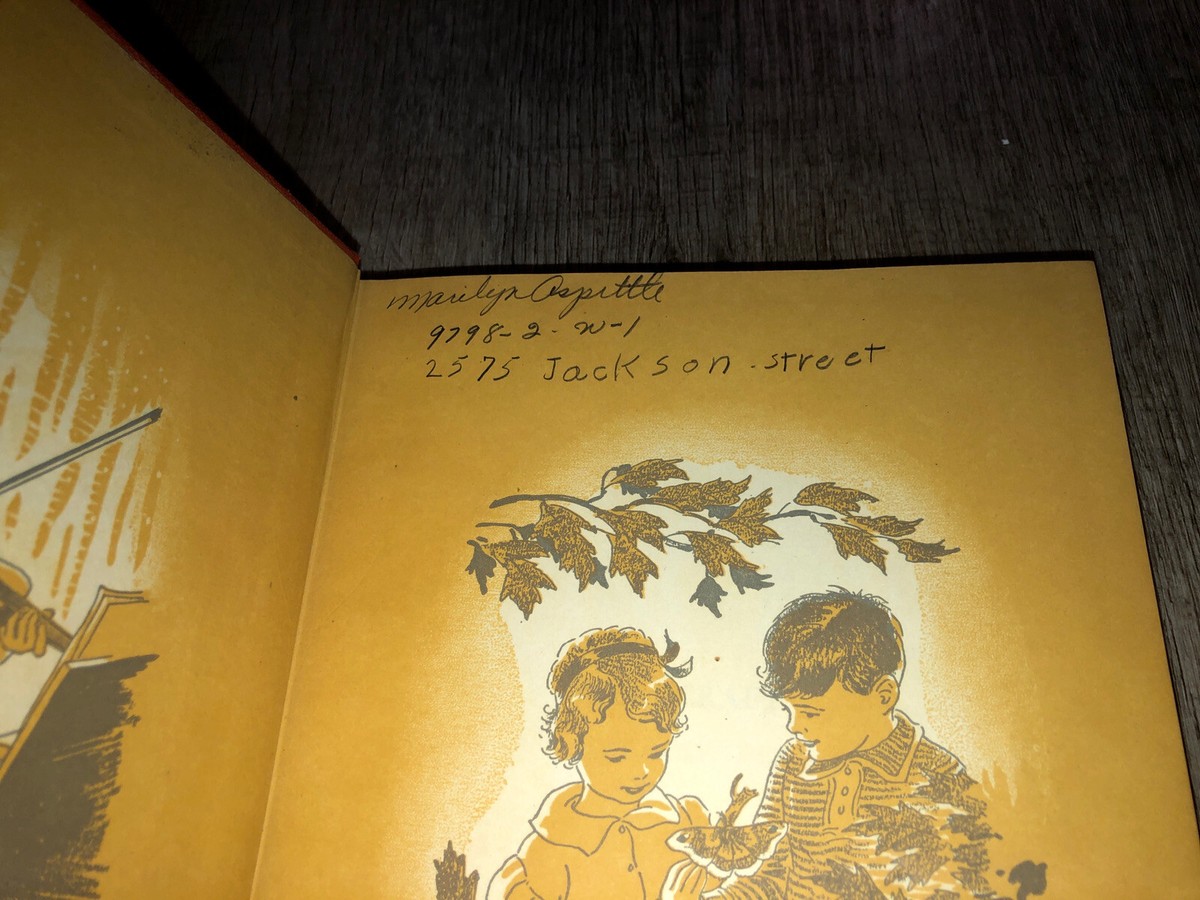 Marilyn Ospittle
9798-2-W-1
2575 Jackson street